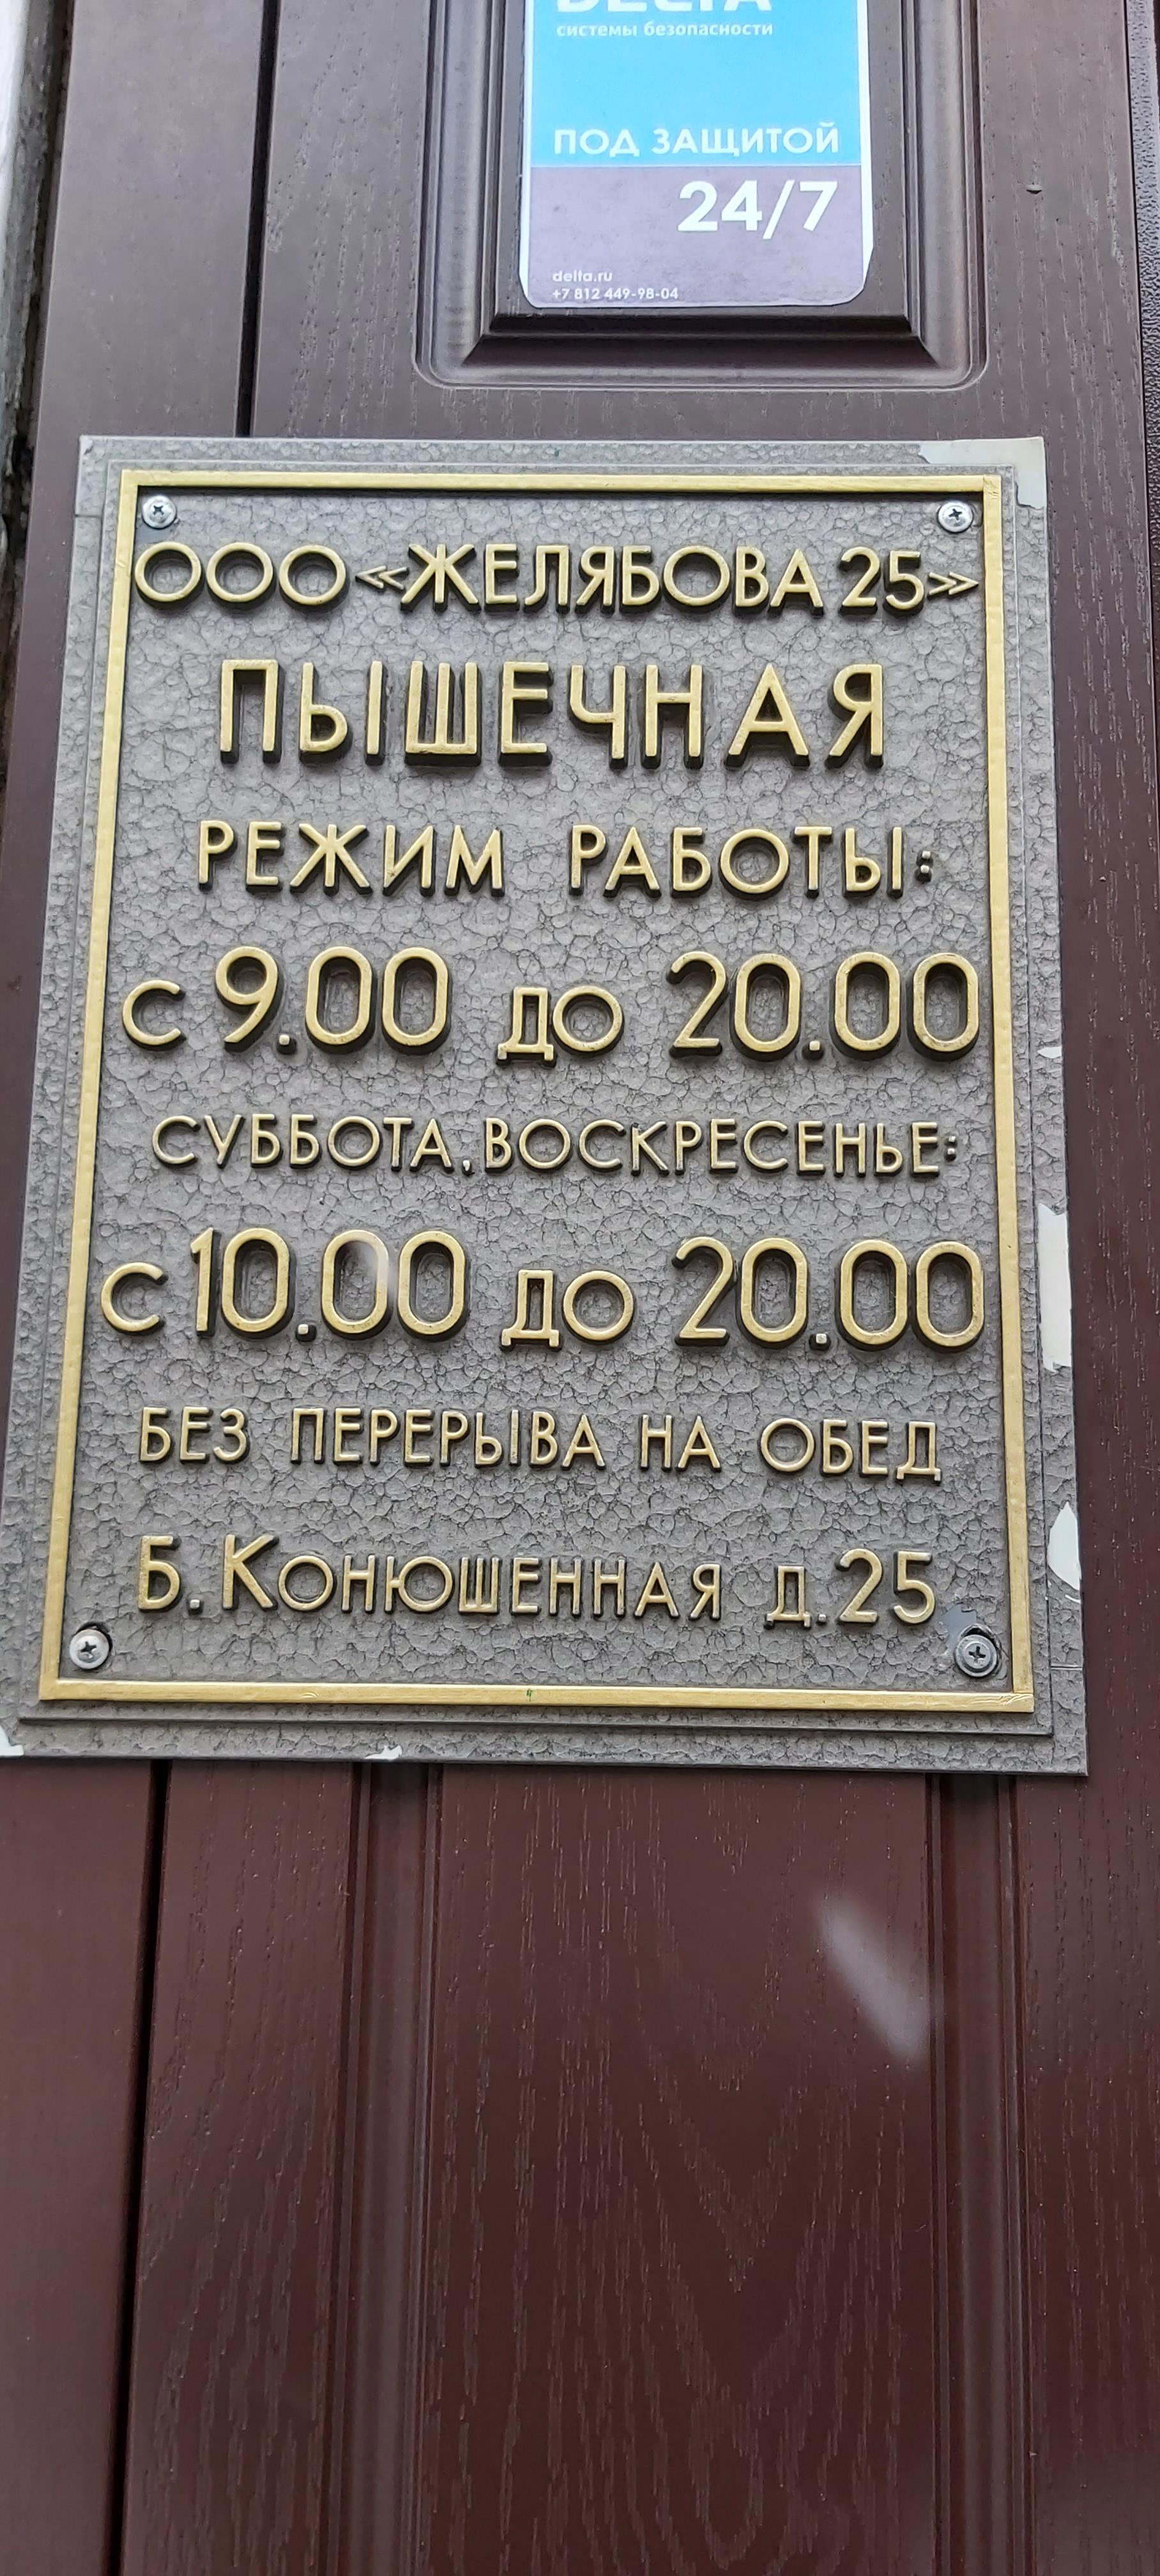 DELTA
системы безопасности
ПОД ЗАЩИТОЙ
24/7
delta.ru
+7 812 449-98-04
ООО «ЖЕЛЯБОВА 25»
ПЫШЕЧНАЯ
РЕЖИМ РАБОТЫ:
с 9.00 до 20.00
СУББОТА, ВОСКРЕСЕНЬЕ:
с 10.00 до 20.00
БЕЗ ПЕРЕРЫВА НА ОБЕД
Б. Конюшенная д. 25